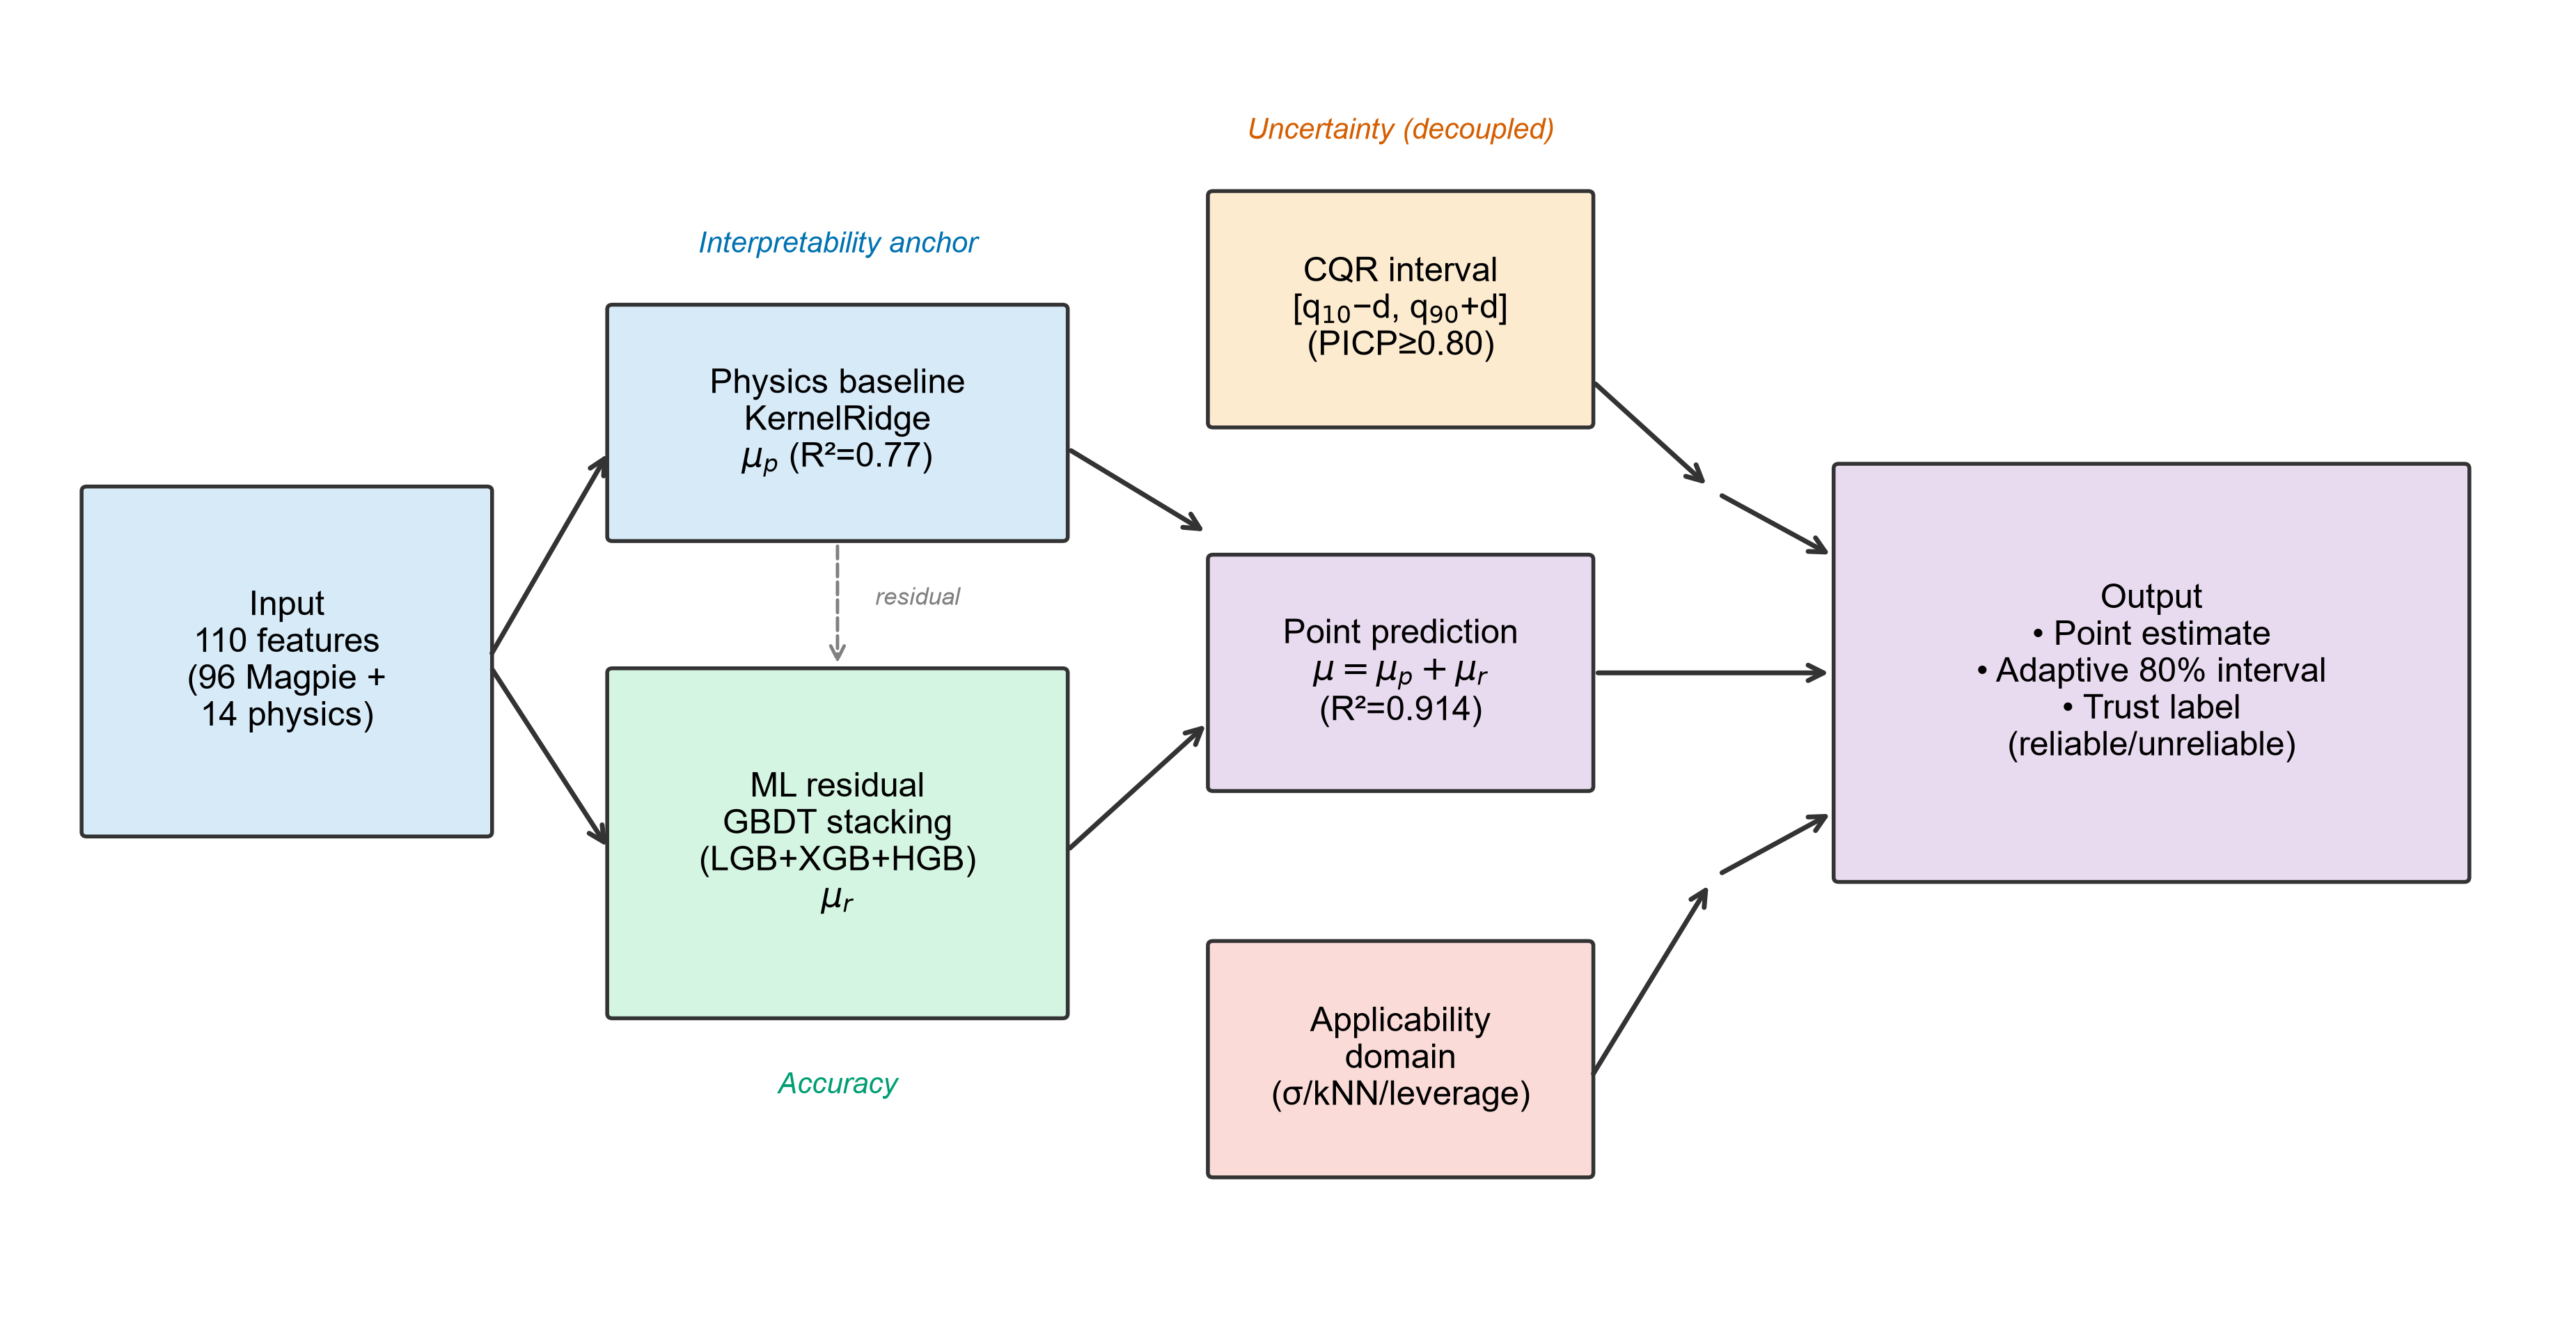 Uncertainty (decoupled)
Interpretability anchor
CQR interval
[q₁₀−d, q₉₀+d]
(PICP≥0.80)
Physics baseline
KernelRidge
μₚ (R²=0.77)
Input
110 features
(96 Magpie +
14 physics)
residual
Point prediction
μ = μₚ + μᵣ
(R²=0.914)
Output
• Point estimate
• Adaptive 80% interval
• Trust label
(reliable/unreliable)
ML residual
GBDT stacking
(LGB+XGB+HGB)
μᵣ
Applicability
domain
(σ/kNN/leverage)
Accuracy